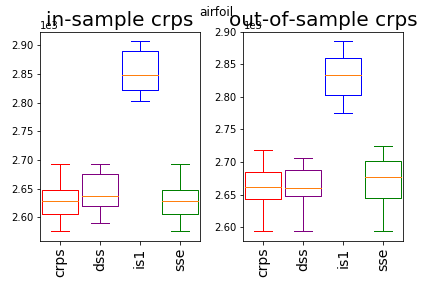 airfoil
in-sample crps
1e3
2.90
2.85
2.80
2.75
2.70
2.65
2.60
crps
dss
is1
sse
out-of-sample crps
1e3
2.90
2.85
2.80
2.75
2.70
2.65
2.60
crps
dss
is1
sse